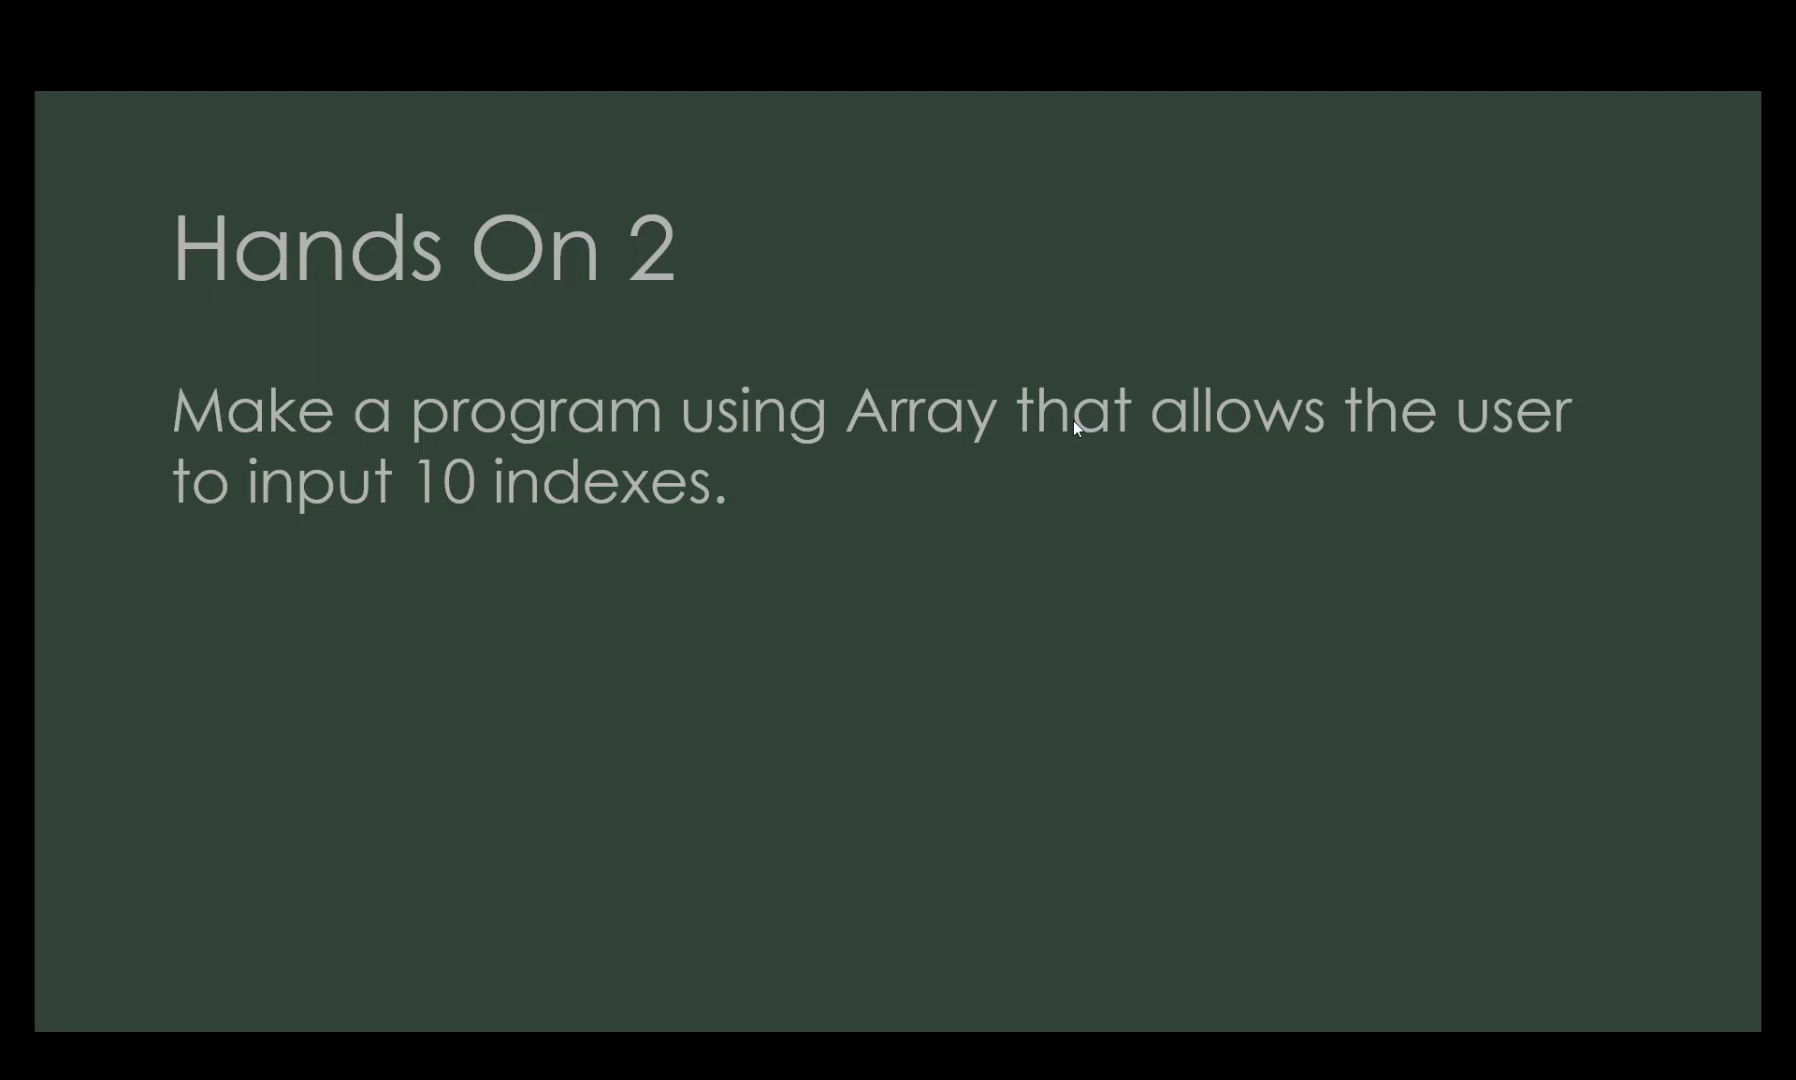 Hands On 2
Make a program using Array that allows the user
to input 10 indexes.